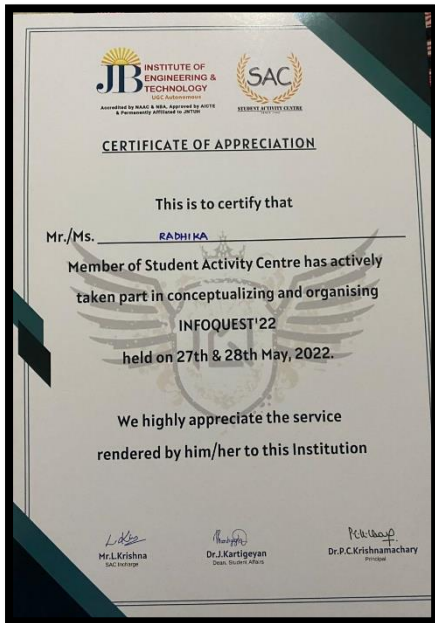 JB INSTITUTE OF
ENGINEERING &
TECHNOLOGY
UGC Autonomous
Accredited by NAAC & NBA, Approved by AICTE
& Permanently Affiliated to JNTUH
SAC
STUDENT ACTIVITY CENTRE
CERTIFICATE OF APPRECIATION
This is to certify that
Mr./Ms. RADHIKA
Member of Student Activity Centre has actively
taken part in conceptualizing and organising
INFOQUEST'22
held on 27th & 28th May, 2022.
We highly appreciate the service
rendered by him/her to this Institution
Mr.L.Krishna
SAC Incharge
Dr.J.Kartigeyan
Dean, Student Affairs
Dr.P.C.Krishnamachary
Principal